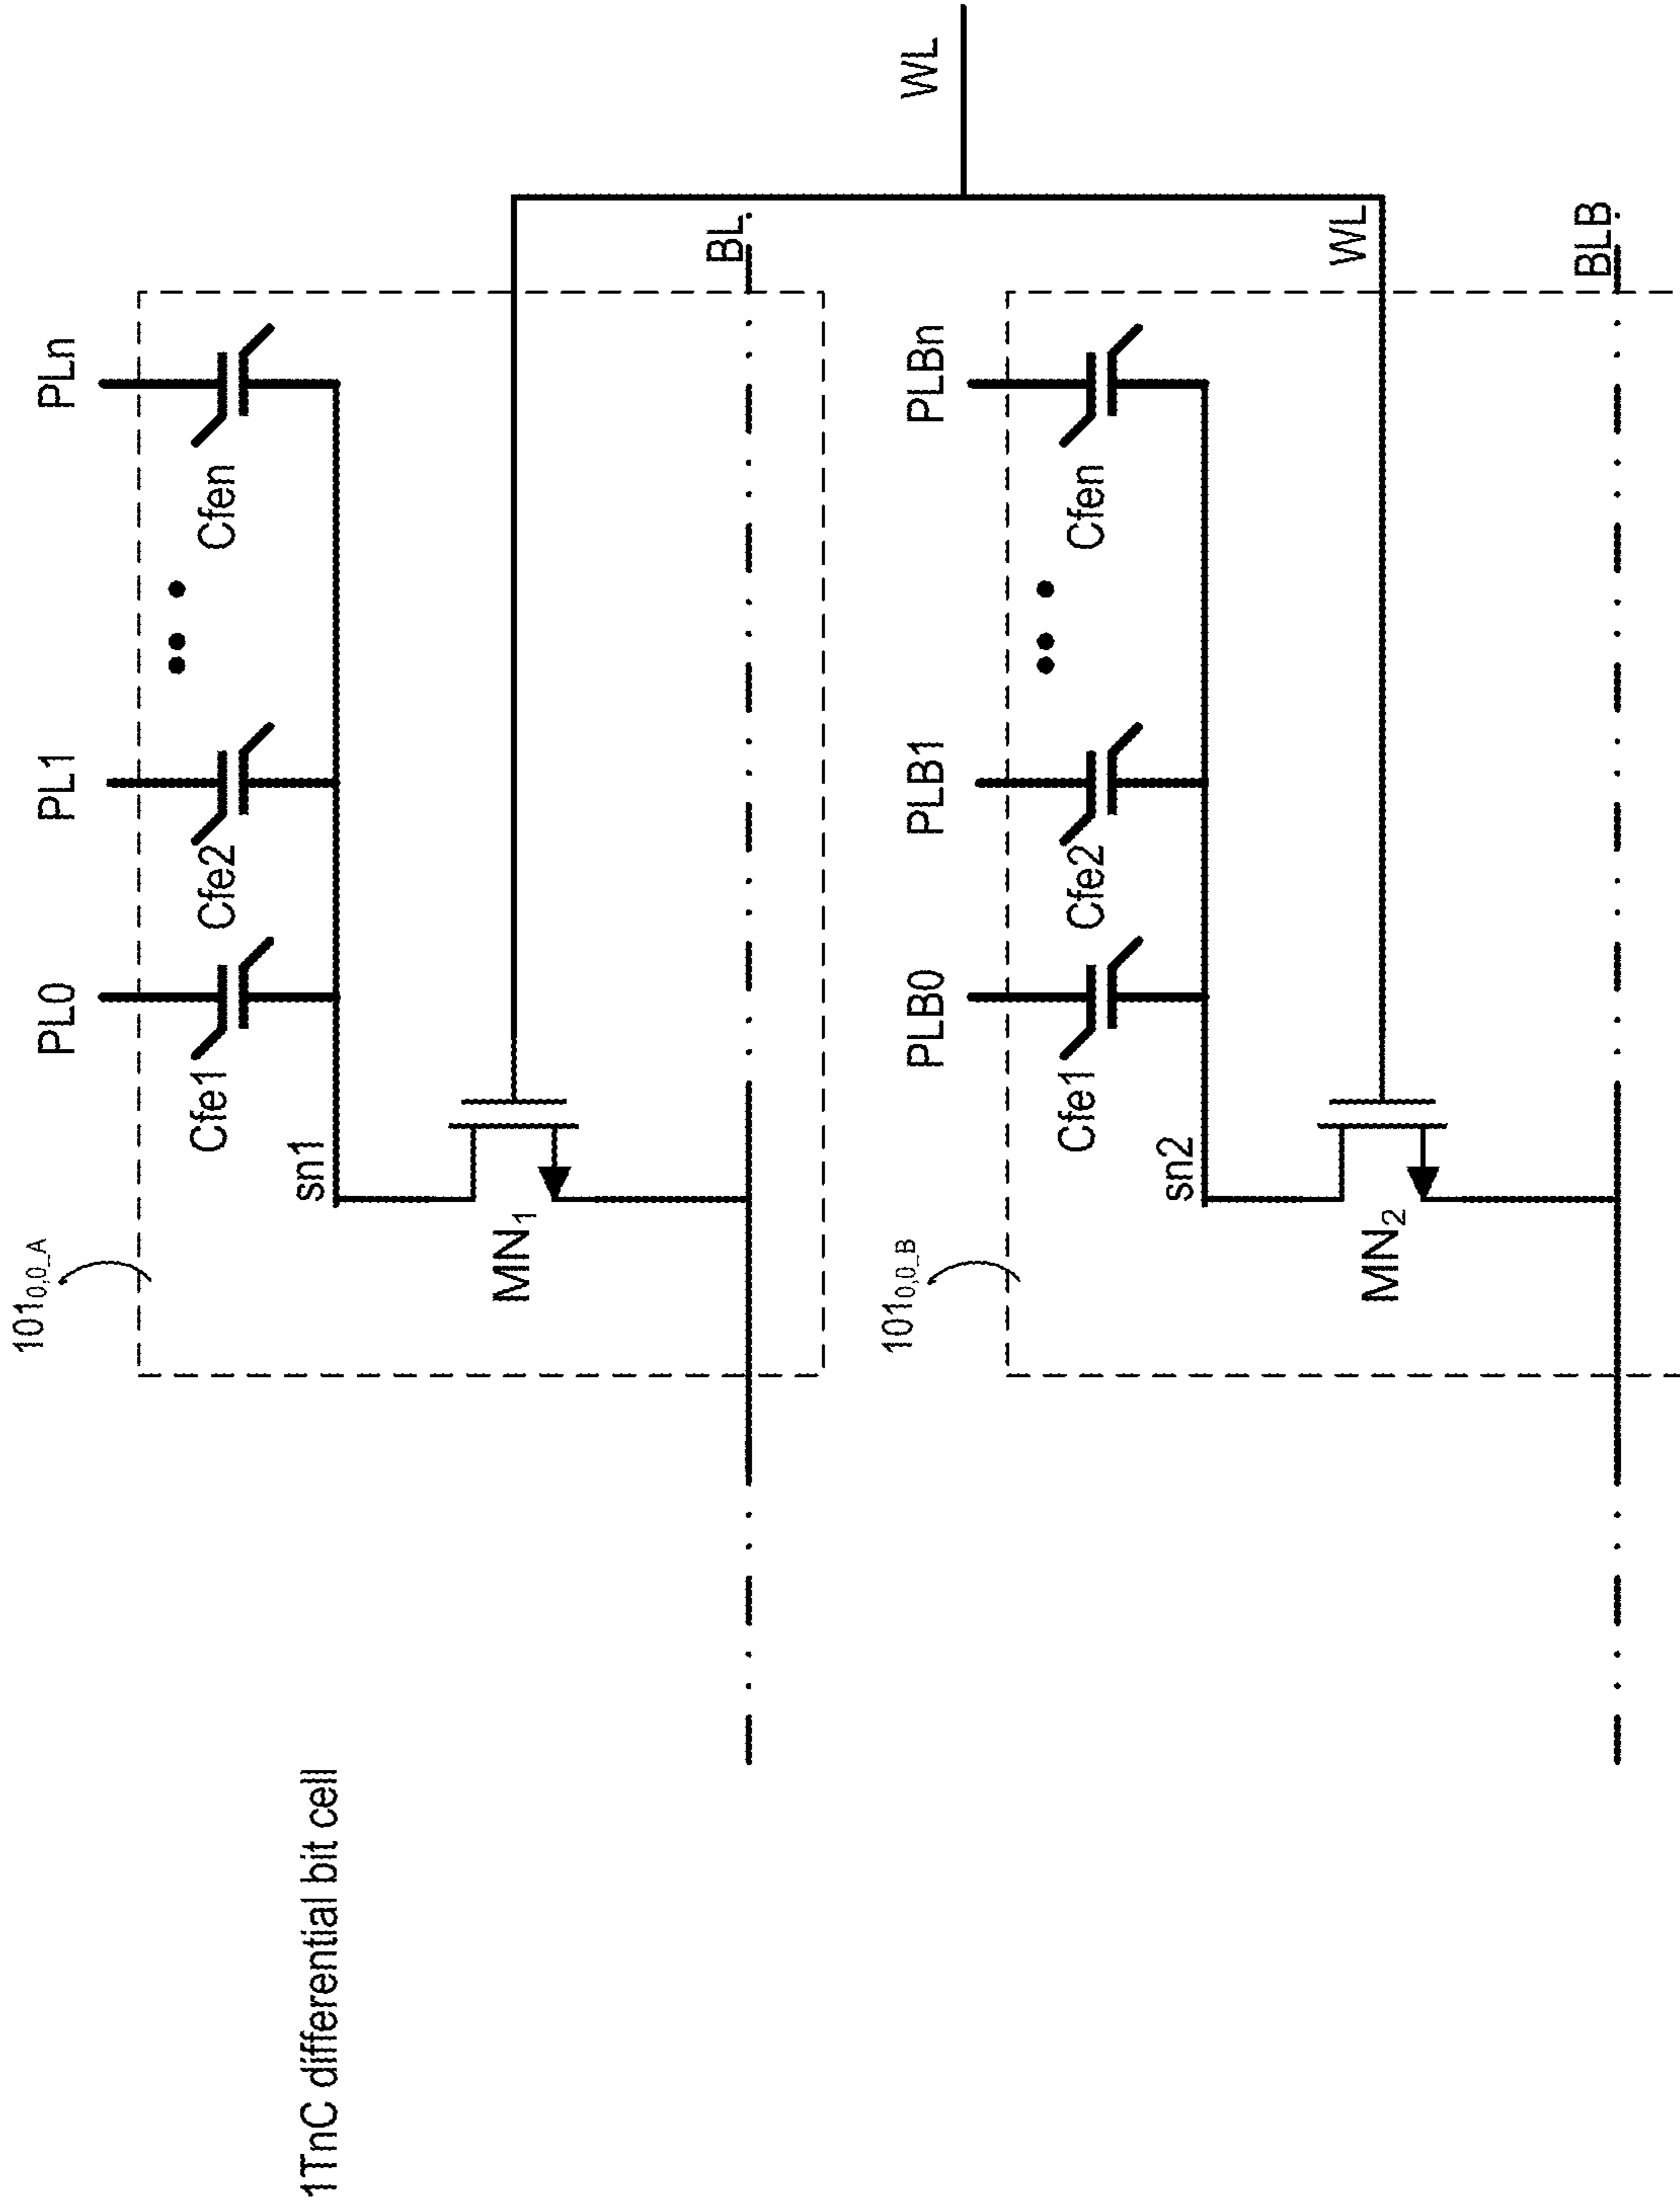 1TnC differential bit cell
101₀,₀_A
PL0
PL1
PLn
Cfe1
Cfe2
Cfen
sn1
MN₁
BL
WL
101₀,₀_B
PLB0
PLB1
PLBn
Cfe1
Cfe2
Cfen
sn2
MN₂
WL
BLB